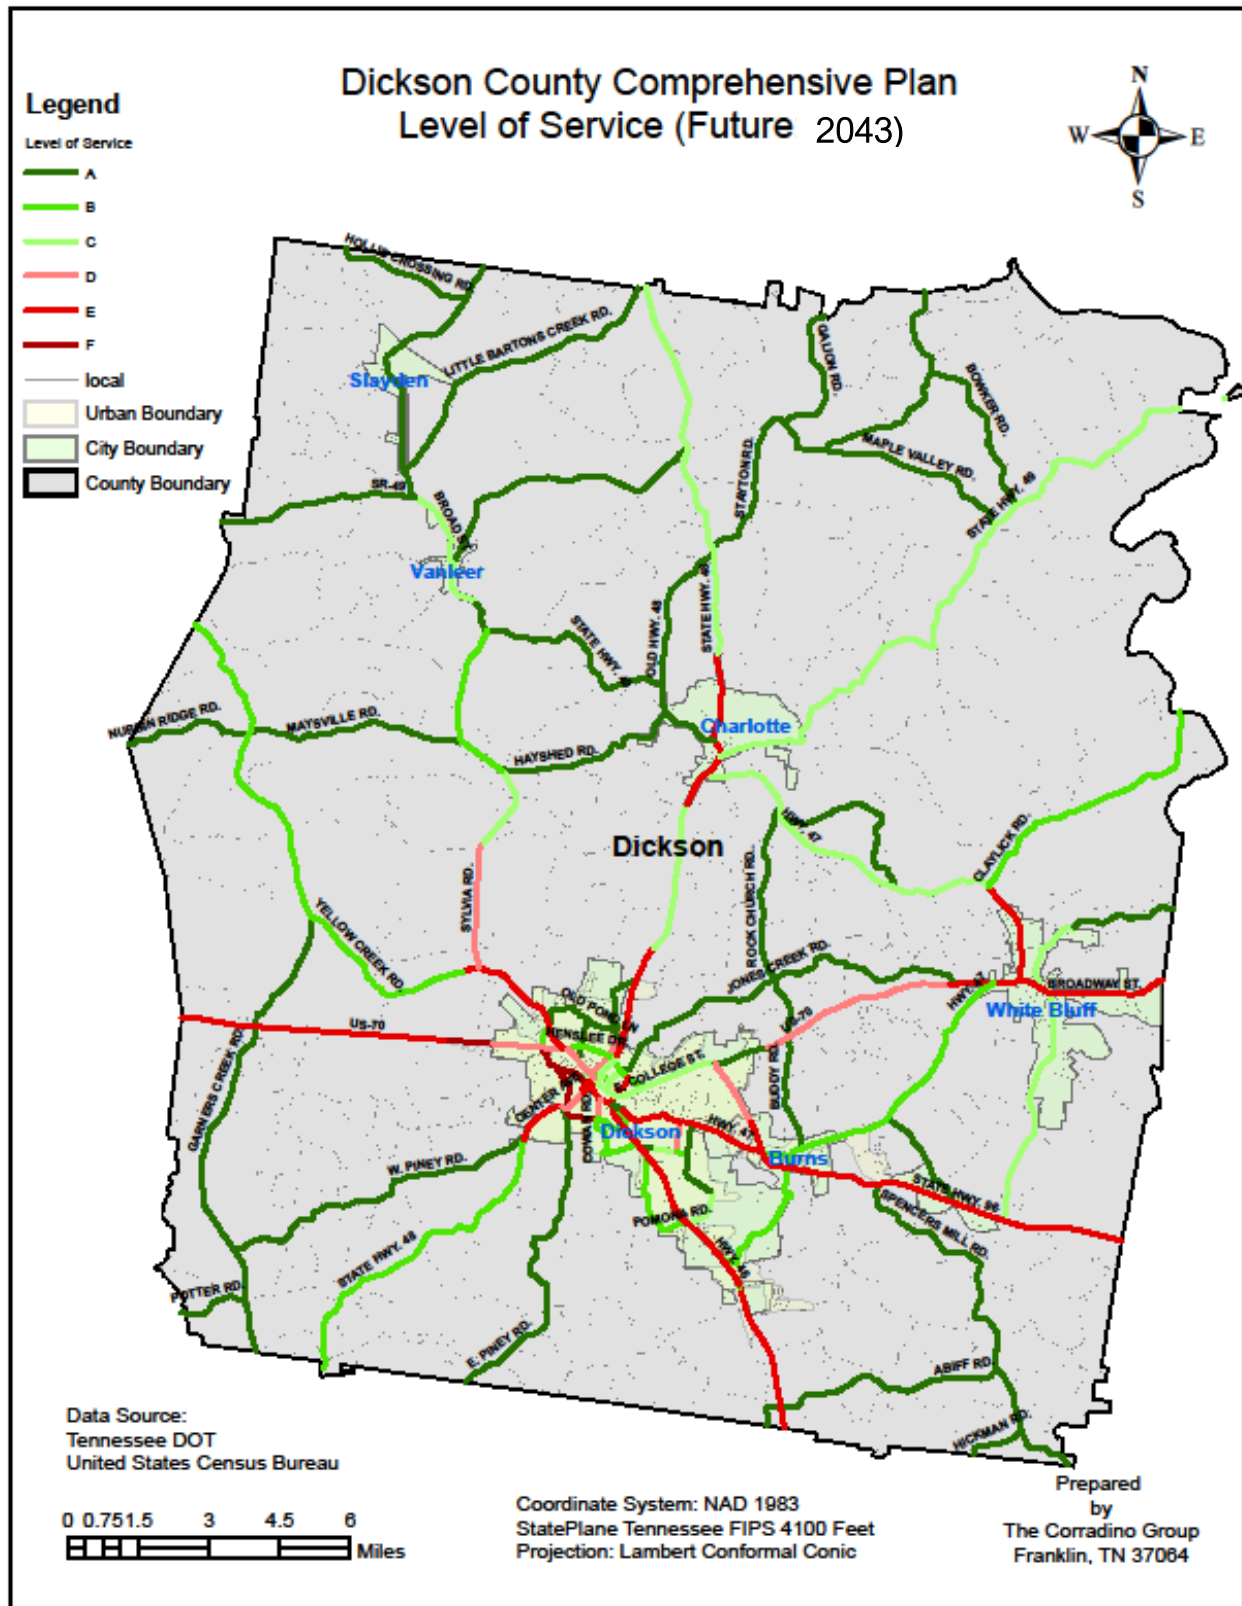 Dickson County Comprehensive Plan
Level of Service (Future 2043)
N
W
E
S
Legend
Level of Service
A
B
C
D
E
F
local
Urban Boundary
City Boundary
County Boundary
HOLLIS CROSSING RD.
LITTLE BARTONS CREEK RD.
Slayden
GALION RD.
BOWKER RD.
MAPLE VALLEY RD.
STAYTON RD.
SR-49
BROAD ST.
STATE HWY. 49
Vanleer
STATE HWY. 49
OLD HWY. 48
STATE HWY. 48
NUBBIN RIDGE RD.
MAYSVILLE RD.
HAYSHED RD.
Charlotte
HWY. 47
Dickson
CLAYLICK RD.
SYLVIA RD.
ROCK CHURCH RD.
YELLOW CREEK RD.
JONES CREEK RD.
OLD POND LN
HWY. 47
BROADWAY ST.
White Bluff
US-70
HENSLEE DR.
US-70
GARNERS CREEK RD.
E. COLLEGE ST.
BUDDY RD.
CENTER AVE.
COWAN RD.
Dickson
HWY. 47
Burns
W. PINEY RD.
STATE HWY. 96
SPENCERS MILL RD.
POMONA RD.
STATE HWY. 48
HWY. 46
POTTER RD.
E. PINEY RD.
ABIFF RD.
HICKMAN RD.
Data Source:
Tennessee DOT
United States Census Bureau
0 0.75 1.5 3 4.5 6
Miles
Coordinate System: NAD 1983
StatePlane Tennessee FIPS 4100 Feet
Projection: Lambert Conformal Conic
Prepared
by
The Corradino Group
Franklin, TN 37064